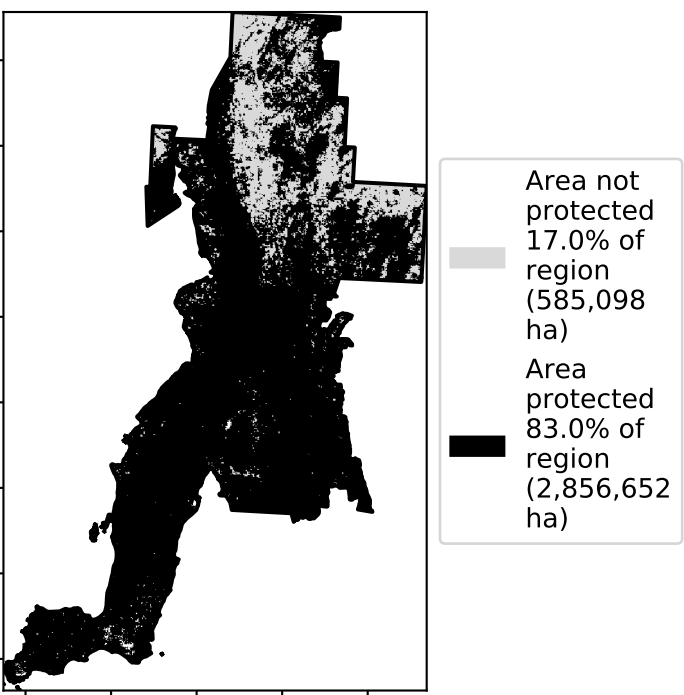 Area not
protected
17.0% of
region
(585,098
ha)
Area
protected
83.0% of
region
(2,856,652
ha)